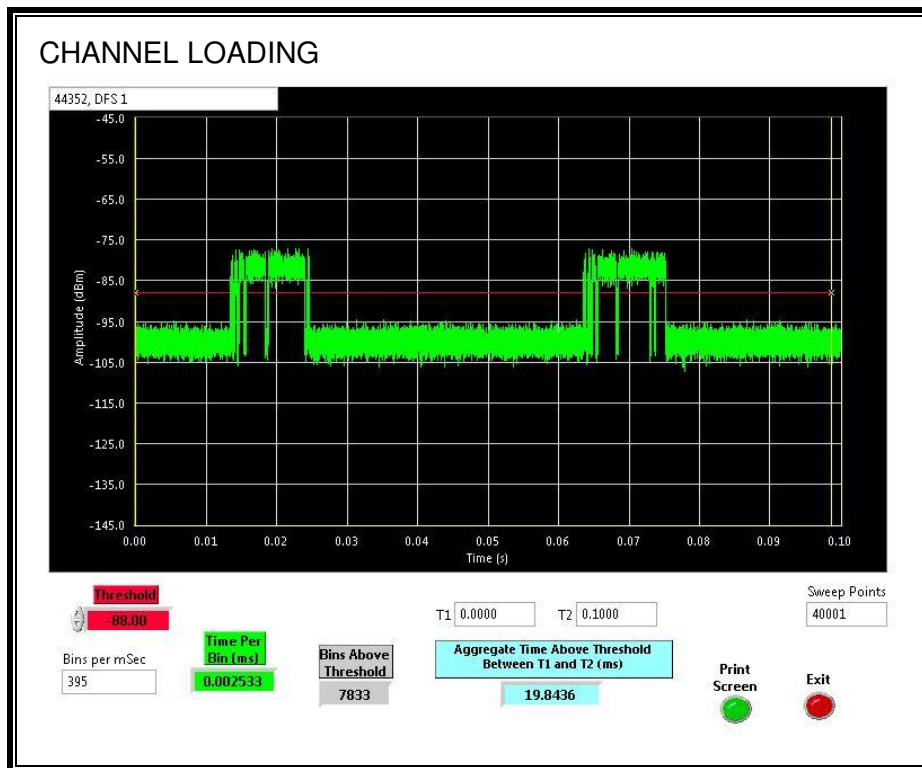 CHANNEL LOADING
44352, DFS 1
-45.0
-55.0
-65.0
-75.0
-85.0
-95.0
-105.0
-115.0
-125.0
-135.0
-145.0
Amplitude (dBm)
0.00 0.01 0.02 0.03 0.04 0.05 0.06 0.07 0.08 0.09 0.10
Time (s)
Threshold
-88.00
Bins per mSec
395
Time Per
Bin (ms)
0.002533
Bins Above
Threshold
7833
T1 0.0000 T2 0.1000
Aggregate Time Above Threshold
Between T1 and T2 (ms)
19.8436
Sweep Points
40001
Print
Screen
Exit